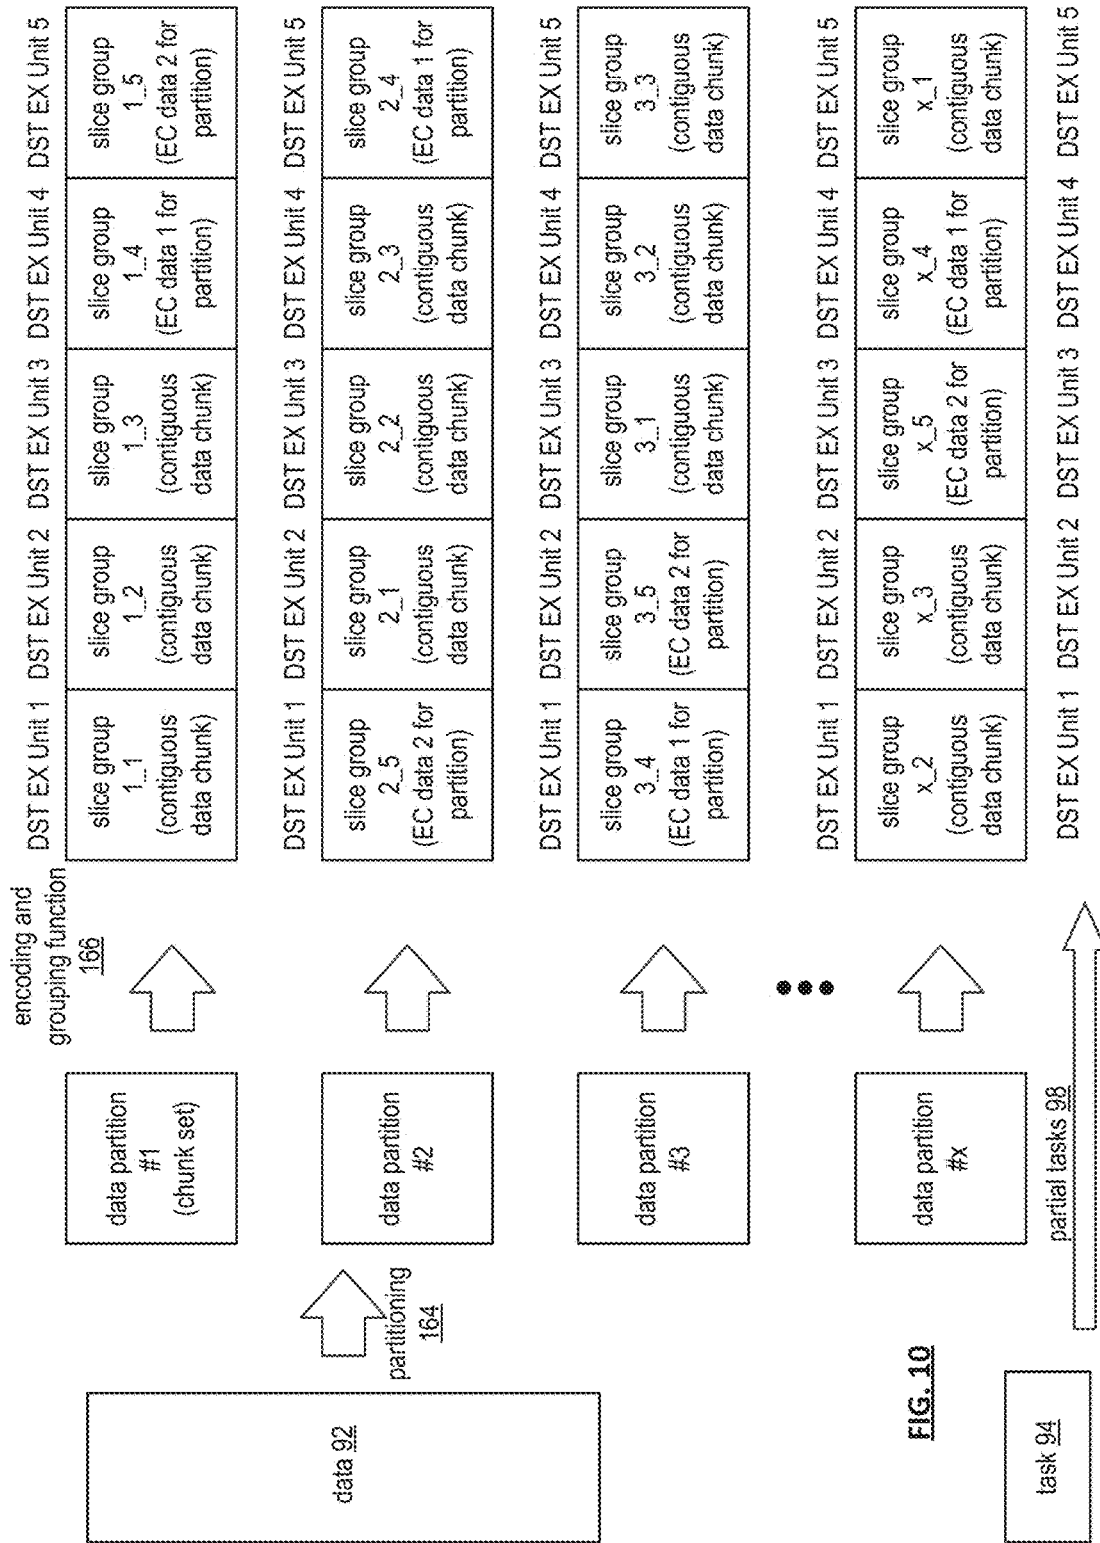 data 92
partitioning
164
data partition
#1
(chunk set)
data partition
#2
data partition
#3
data partition
#x
encoding and
grouping function
166
DST EX Unit 1
DST EX Unit 2
DST EX Unit 3
DST EX Unit 4
DST EX Unit 5
slice group
1_1
(contiguous
data chunk)
slice group
1_2
(contiguous
data chunk)
slice group
1_3
(contiguous
data chunk)
slice group
1_4
(EC data 1 for
partition)
slice group
1_5
(EC data 2 for
partition)
DST EX Unit 1
DST EX Unit 2
DST EX Unit 3
DST EX Unit 4
DST EX Unit 5
slice group
2_5
(EC data 2 for
partition)
slice group
2_1
(contiguous
data chunk)
slice group
2_2
(contiguous
data chunk)
slice group
2_3
(contiguous
data chunk)
slice group
2_4
(EC data 1 for
partition)
DST EX Unit 1
DST EX Unit 2
DST EX Unit 3
DST EX Unit 4
DST EX Unit 5
slice group
3_4
(EC data 1 for
partition)
slice group
3_5
(EC data 2 for
partition)
slice group
3_1
(contiguous
data chunk)
slice group
3_2
(contiguous
data chunk)
slice group
3_3
(contiguous
data chunk)
DST EX Unit 1
DST EX Unit 2
DST EX Unit 3
DST EX Unit 4
DST EX Unit 5
slice group
x_2
(contiguous
data chunk)
slice group
x_3
(contiguous
data chunk)
slice group
x_5
(EC data 2 for
partition)
slice group
x_4
(EC data 1 for
partition)
slice group
x_1
(contiguous
data chunk)
FIG. 10
task 94
partial tasks 98
DST EX Unit 1
DST EX Unit 2
DST EX Unit 3
DST EX Unit 4
DST EX Unit 5